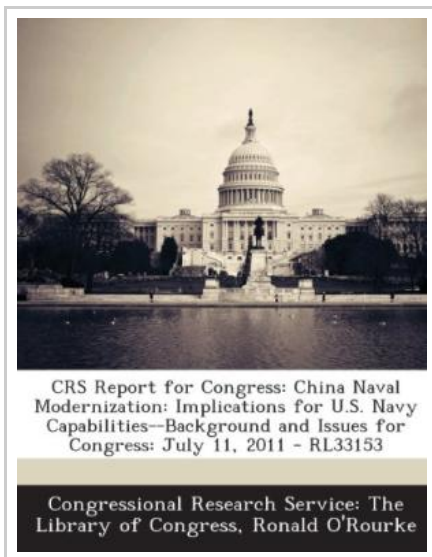 CRS Report for Congress: China Naval
Modernization: Implications for U.S. Navy
Capabilities--Background and Issues for
Congress: July 11, 2011 - RL33153
Congressional Research Service: The
Library of Congress, Ronald O'Rourke